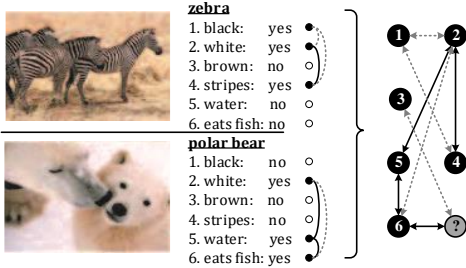 zebra
1. black: yes
2. white: yes
3. brown: no
4. stripes: yes
5. water: no
6. eats fish: no
polar bear
1. black: no
2. white: yes
3. brown: no
4. stripes: no
5. water: yes
6. eats fish: yes
1 2
3
5 4
6 ?